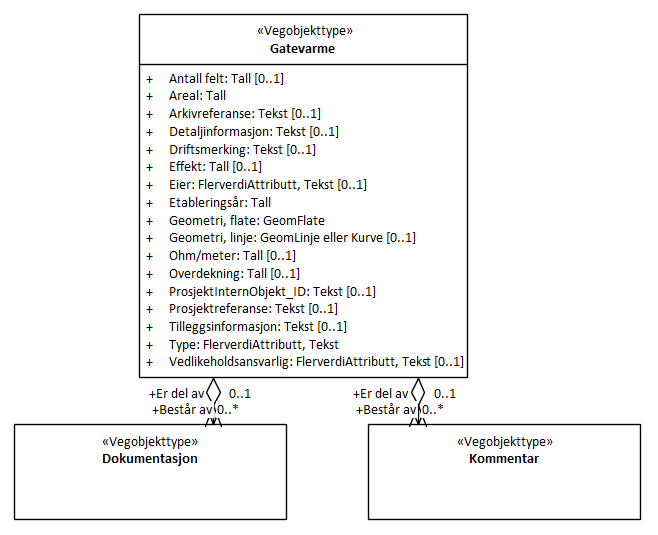 «Vegobjekttype»
Gatevarme
+ Antall felt: Tall [0..1]
+ Areal: Tall
+ Arkivreferanse: Tekst [0..1]
+ Detaljinformasjon: Tekst [0..1]
+ Driftsmerking: Tekst [0..1]
+ Effekt: Tall [0..1]
+ Eier: FlerverdiAttributt, Tekst [0..1]
+ Etableringsår: Tall
+ Geometri, flate: GeomFlate
+ Geometri, linje: GeomLinje eller Kurve [0..1]
+ Ohm/meter: Tall [0..1]
+ Overdekning: Tall [0..1]
+ ProsjektInternObjekt_ID: Tekst [0..1]
+ Prosjektreferanse: Tekst [0..1]
+ Tilleggsinformasjon: Tekst [0..1]
+ Type: FlerverdiAttributt, Tekst
+ Vedlikeholdsansvarlig: FlerverdiAttributt, Tekst [0..1]
+Er del av 0..1 +Er del av 0..1
+Består av 0..* +Består av 0..*
«Vegobjekttype»
Dokumentasjon
«Vegobjekttype»
Kommentar